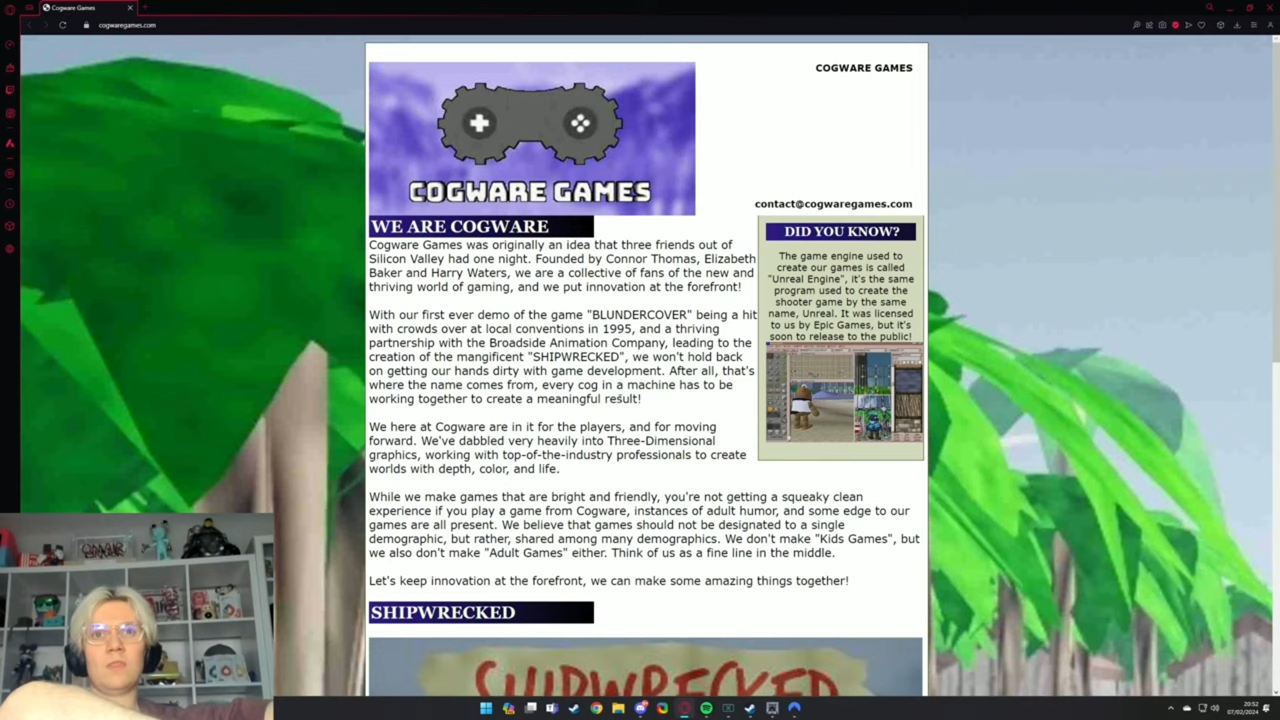 Cogware Games
cogwaregames.com
COGWARE GAMES
COGWARE GAMES
contact@cogwaregames.com
WE ARE COGWARE
Cogware Games was originally an idea that three friends out of
Silicon Valley had one night. Founded by Connor Thomas, Elizabeth
Baker and Harry Waters, we are a collective of fans of the new and
thriving world of gaming, and we put innovation at the forefront!
With our first ever demo of the game "BLUNDERCOVER" being a hit
with crowds over at local conventions in 1995, and a thriving
partnership with the Broadside Animation Company, leading to the
creation of the mangificent "SHIPWRECKED", we won't hold back
on getting our hands dirty with game development. After all, that's
where the name comes from, every cog in a machine has to be
working together to create a meaningful result!
We here at Cogware are in it for the players, and for moving
forward. We've dabbled very heavily into Three-Dimensional
graphics, working with top-of-the-industry professionals to create
worlds with depth, color, and life.
While we make games that are bright and friendly, you're not getting a squeaky clean
experience if you play a game from Cogware, instances of adult humor, and some edge to our
games are all present. We believe that games should not be designated to a single
demographic, but rather, shared among many demographics. We don't make "Kids Games", but
we also don't make "Adult Games" either. Think of us as a fine line in the middle.
Let's keep innovation at the forefront, we can make some amazing things together!
DID YOU KNOW?
The game engine used to
create our games is called
"Unreal Engine", it's the same
program used to create the
shooter game by the same
name, Unreal. It was licensed
to us by Epic Games, but it's
soon to release to the public!
SHIPWRECKED
SHIPWRECKED
20:52
07/02/2024